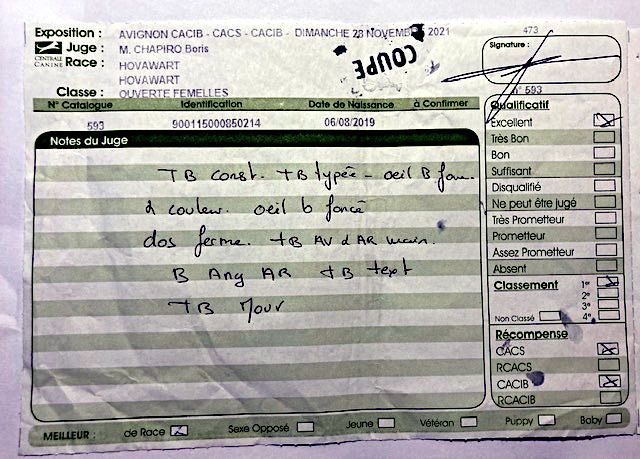 Exposition : AVIGNON CACIB - CACS - CACIB - DIMANCHE 28 NOVEMBRE 2021
473
Juge : M. CHAPIRO Boris
CENTRALE CANINE
Race : HOVAWART
HOVAWART
COUPE
Signature :
Classe : OUVERTE FEMELLES
n° 593
N° Catalogue Identification Date de Naissance à Confirmer
593 900115000850214 06/08/2019
Notes du Juge
TB const. TB typée - oeil B
couleur. oeil b foncé
dos ferme. TB AV d AR main.
B Ang AR TB text
TB Mouv
Qualificatif
Excellent
Très Bon
Bon
Suffisant
Disqualifié
Ne peut être jugé
Très Prometteur
Prometteur
Assez Prometteur
Absent
Classement 1er
2e
3e
Non Classé 4e
Récompense
CACS
RCACS
CACIB
RCACIB
MEILLEUR : de Race Sexe Opposé Jeune Vétéran Puppy Baby